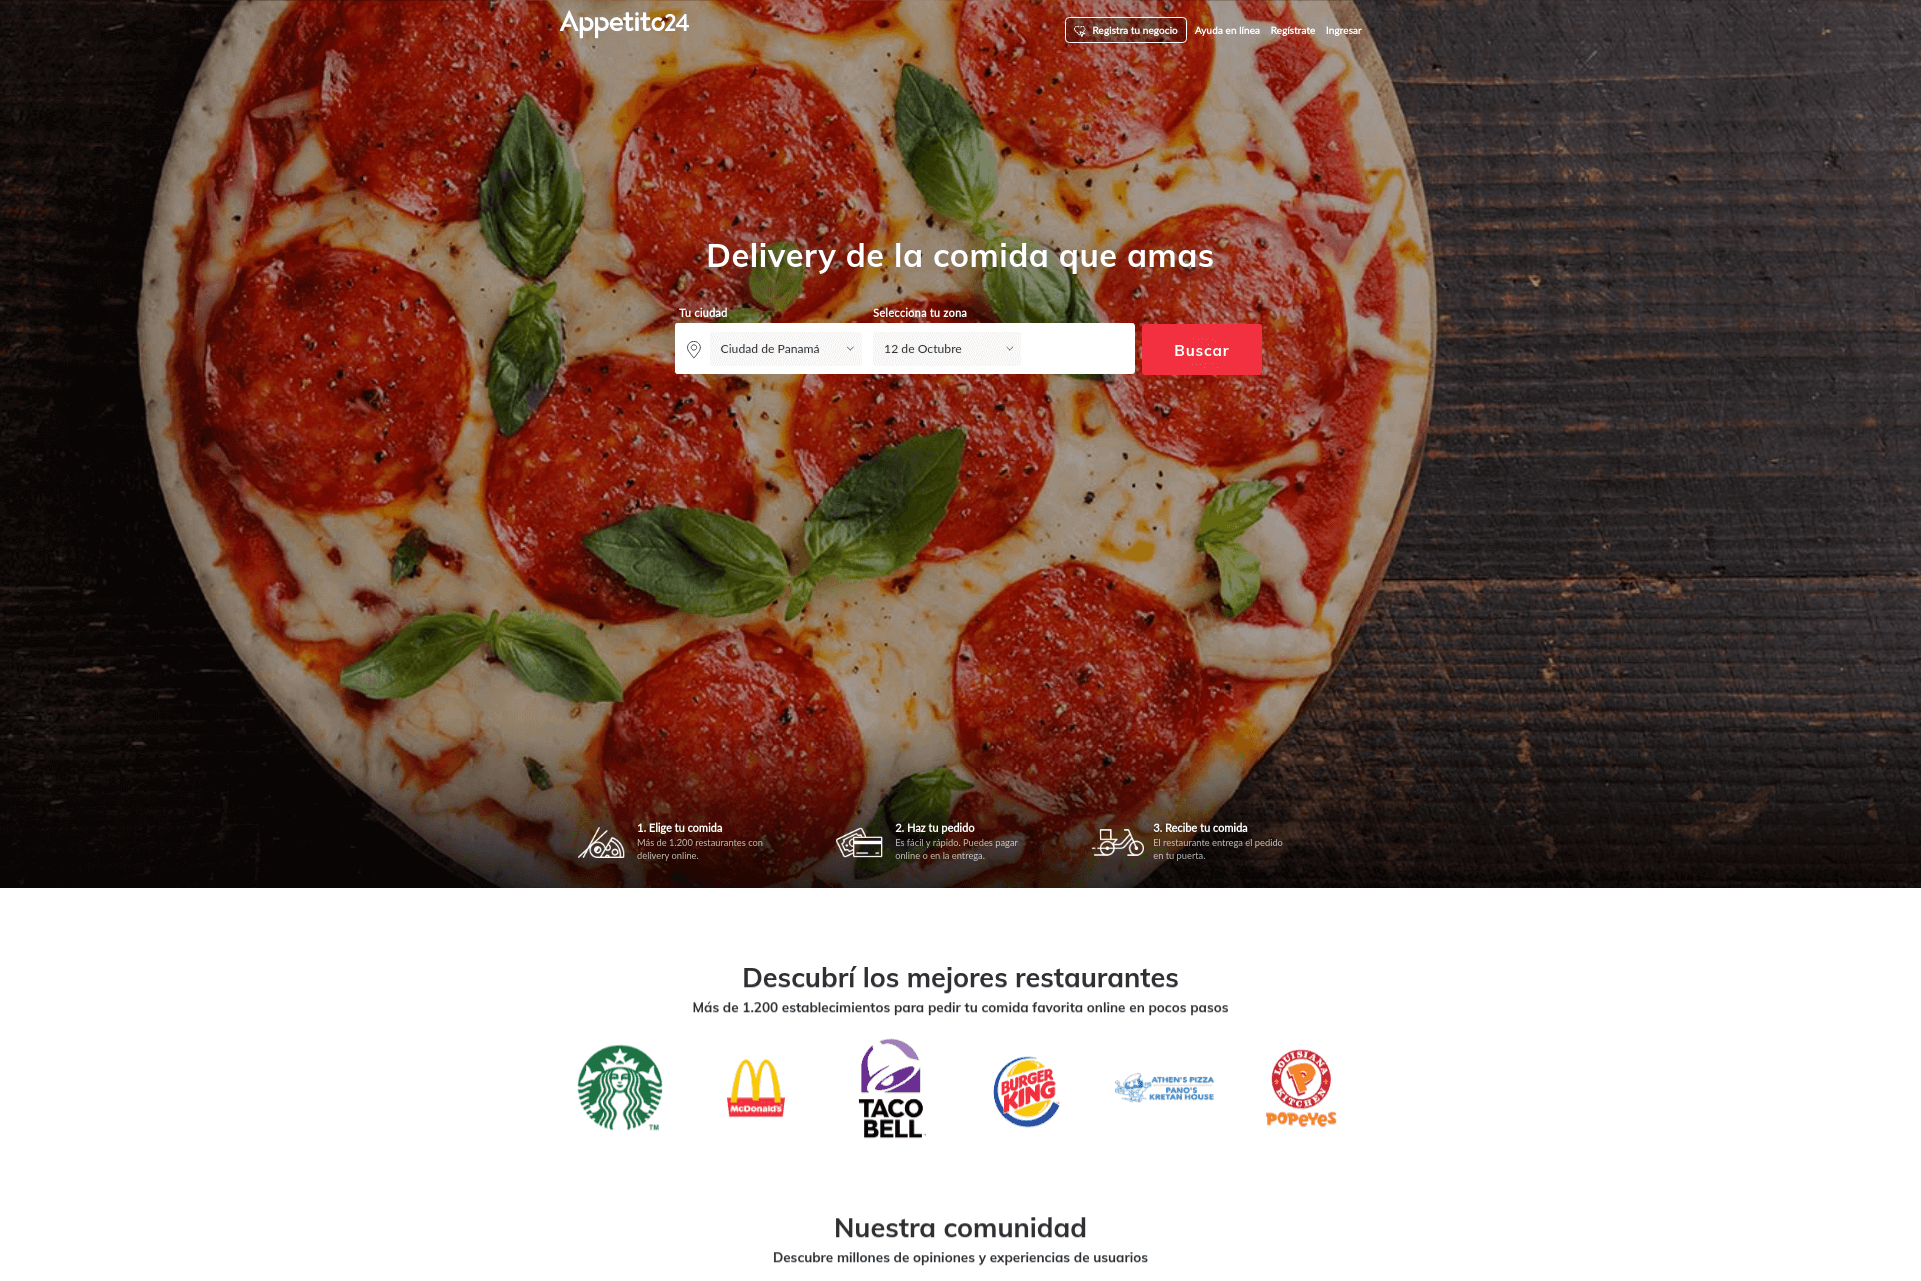 Appetito24
Registra tu negocio
Ayuda en línea
Regístrate
Ingresar
Delivery de la comida que amas
Tu ciudad
Selecciona tu zona
Ciudad de Panamá
12 de Octubre
Buscar
1. Elige tu comida
Más de 1.200 restaurantes con
delivery online.
2. Haz tu pedido
Es fácil y rápido. Puedes pagar
online o en la entrega.
3. Recibe tu comida
El restaurante entrega el pedido
en tu puerta.
Descubrí los mejores restaurantes
Más de 1.200 establecimientos para pedir tu comida favorita online en pocos pasos
TM
McDonald's
TACO
BELL
BURGER
KING
ATHEN'S PIZZA
PANO'S
KRETAN HOUSE
LOUISIANA
KITCHEN
POPEYES
Nuestra comunidad
Descubre millones de opiniones y experiencias de usuarios